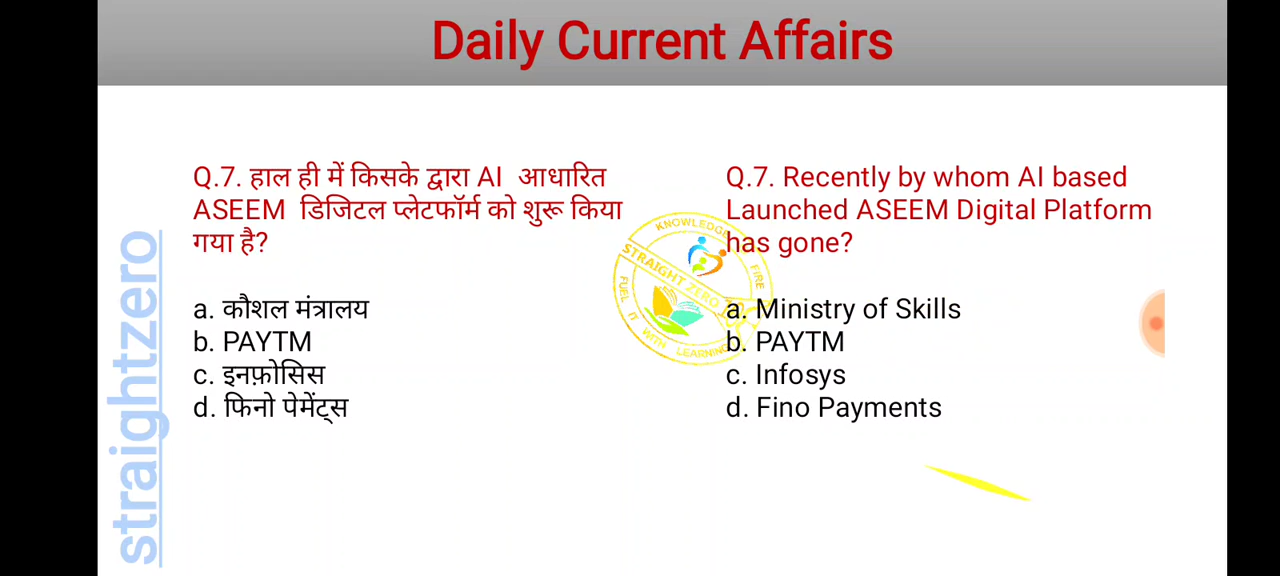 Daily Current Affairs
Q.7. हाल ही में किसके द्वारा AI आधारित
ASEEM डिजिटल प्लेटफॉर्म को शुरू किया
गया है?
a. कौशल मंत्रालय
b. PAYTM
c. इनफ़ोसिस
d. फिनो पेमेंट्स
Q.7. Recently by whom AI based
Launched ASEEM Digital Platform
has gone?
a. Ministry of Skills
b. PAYTM
c. Infosys
d. Fino Payments
straightzero
KNOWLEDGE FIRE
STRAIGHT ZERO
FUEL IT WITH LEARNING